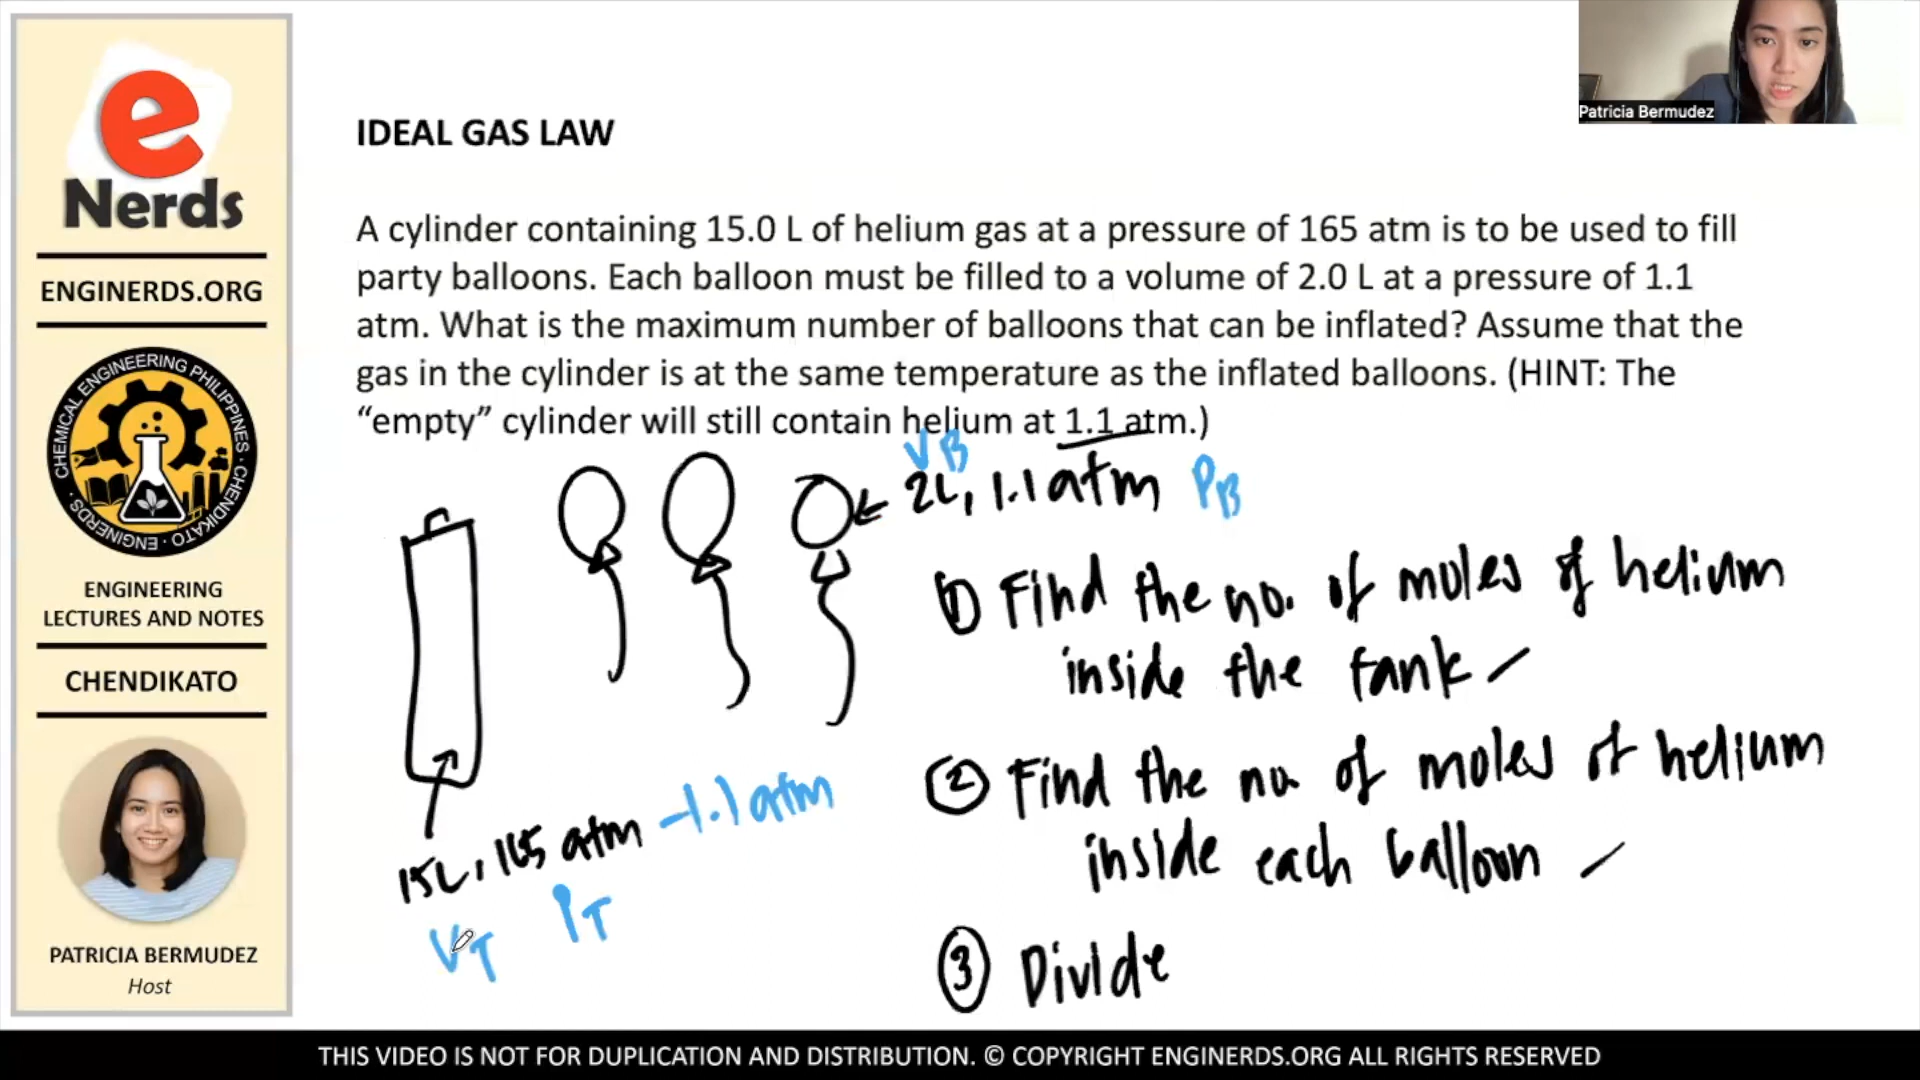 e
Nerds
ENGINERDS.ORG
CHEMICAL ENGINEERING PHILIPPINES · CHENDIKATO · ENGINERDS ·
ENGINEERING
LECTURES AND NOTES
CHENDIKATO
PATRICIA BERMUDEZ
Host
Patricia Bermudez
IDEAL GAS LAW
A cylinder containing 15.0 L of helium gas at a pressure of 165 atm is to be used to fill
party balloons. Each balloon must be filled to a volume of 2.0 L at a pressure of 1.1
atm. What is the maximum number of balloons that can be inflated? Assume that the
gas in the cylinder is at the same temperature as the inflated balloons. (HINT: The
“empty” cylinder will still contain helium at 1.1 atm.)
VB
2L, 1.1 atm PB
① Find the no. of moles of helium
inside the tank
② Find the no. of moles of helium
inside each balloon
③ Divide
15L, 165 atm -1.1 atm
VT PT
THIS VIDEO IS NOT FOR DUPLICATION AND DISTRIBUTION. © COPYRIGHT ENGINERDS.ORG ALL RIGHTS RESERVED